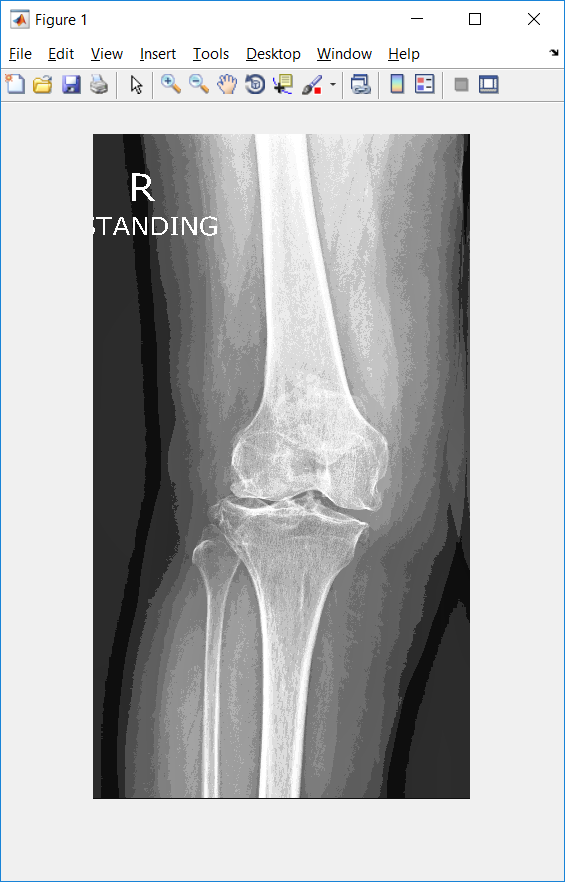 Figure 1
File Edit View Insert Tools Desktop Window Help
R
STANDING